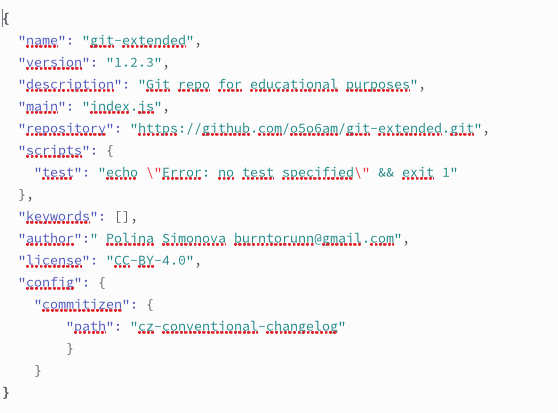 {
  "name": "git-extended",
  "version": "1.2.3",
  "description": "Git repo for educational purposes",
  "main": "index.js",
  "repository": "https://github.com/o5o6am/git-extended.git",
  "scripts": {
    "test": "echo \"Error: no test specified\" && exit 1"
  },
  "keywords": [],
  "author":" Polina Simonova burntorunn@gmail.com",
  "license": "CC-BY-4.0",
  "config": {
    "commitizen": {
        "path": "cz-conventional-changelog"
        }
    }
}